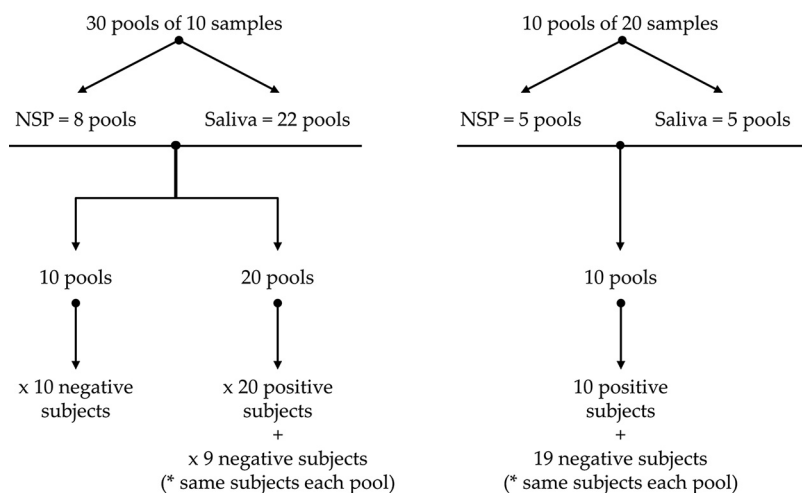 30 pools of 10 samples
NSP = 8 pools
Saliva = 22 pools
10 pools
20 pools
x 10 negative
subjects
x 20 positive
subjects
+
x 9 negative subjects
(* same subjects each pool)
10 pools of 20 samples
NSP = 5 pools
Saliva = 5 pools
10 pools
10 positive
subjects
+
19 negative subjects
(* same subjects each pool)